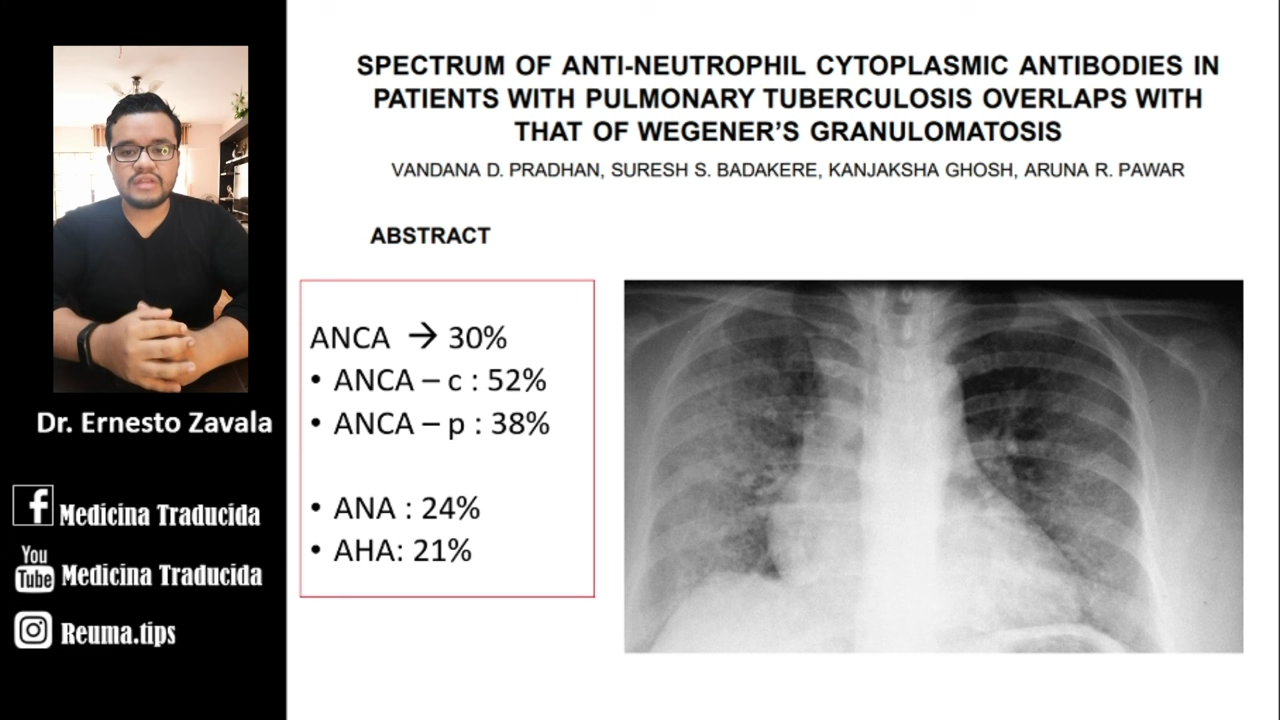 SPECTRUM OF ANTI-NEUTROPHIL CYTOPLASMIC ANTIBODIES IN
PATIENTS WITH PULMONARY TUBERCULOSIS OVERLAPS WITH
THAT OF WEGENER'S GRANULOMATOSIS
VANDANA D. PRADHAN, SURESH S. BADAKERE, KANJAKSHA GHOSH, ARUNA R. PAWAR
ABSTRACT
ANCA → 30%
• ANCA – c : 52%
• ANCA – p : 38%
• ANA : 24%
• AHA: 21%
Dr. Ernesto Zavala
f Medicina Traducida
You Tube Medicina Traducida
Reuma.tips